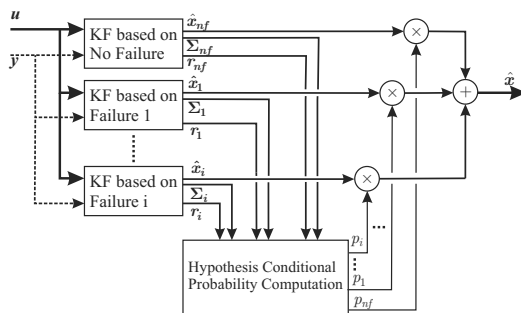 u
y
KF based on
No Failure
x̂_nf
Σ_nf
r_nf
KF based on
Failure 1
x̂_1
Σ_1
r_1
KF based on
Failure i
x̂_i
Σ_i
r_i
×
×
×
+
x̂
Hypothesis Conditional
Probability Computation
p_i
p_1
p_nf